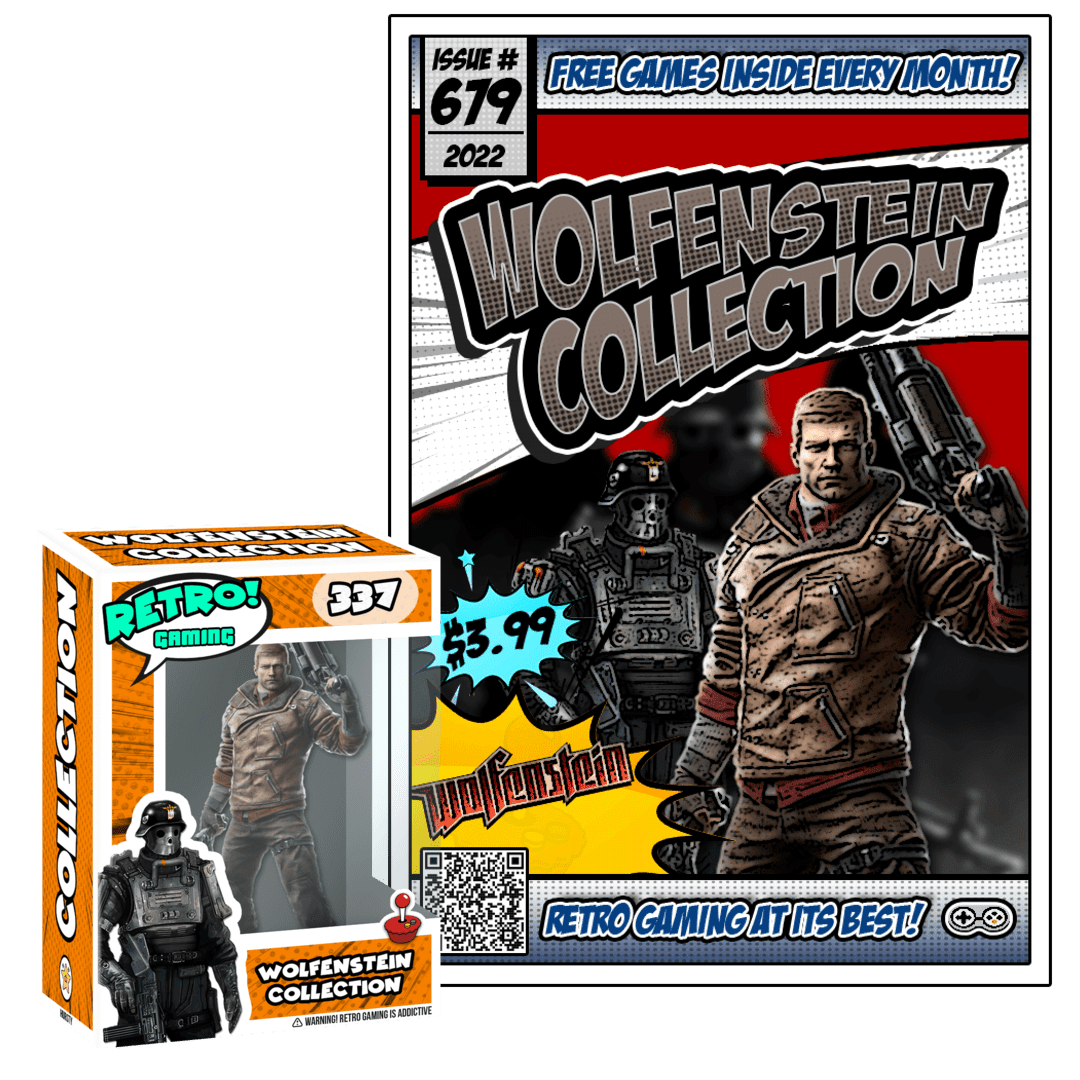 ISSUE #
679
2022
FREE GAMES INSIDE EVERY MONTH!
WOLFENSTEIN
COLLECTION
$3.99
wolfenstein
RETRO GAMING AT ITS BEST!
WOLFENSTEIN
COLLECTION
RETRO!
GAMING
337
COLLECTION
WOLFENSTEIN
COLLECTION
WARNING! RETRO GAMING IS ADDICTIVE